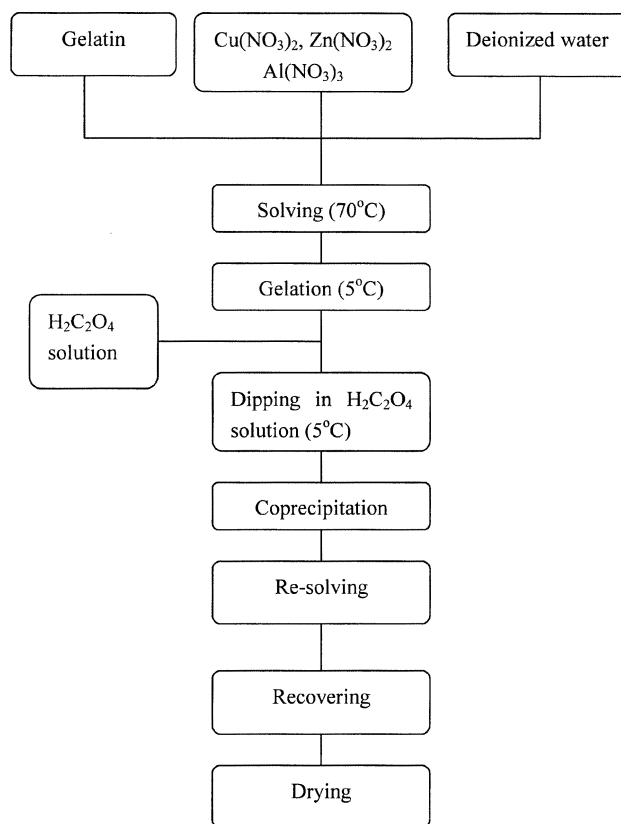 Gelatin
Cu(NO₃)₂, Zn(NO₃)₂
Al(NO₃)₃
Deionized water
Solving (70°C)
Gelation (5°C)
H₂C₂O₄
solution
Dipping in H₂C₂O₄
solution (5°C)
Coprecipitation
Re-solving
Recovering
Drying